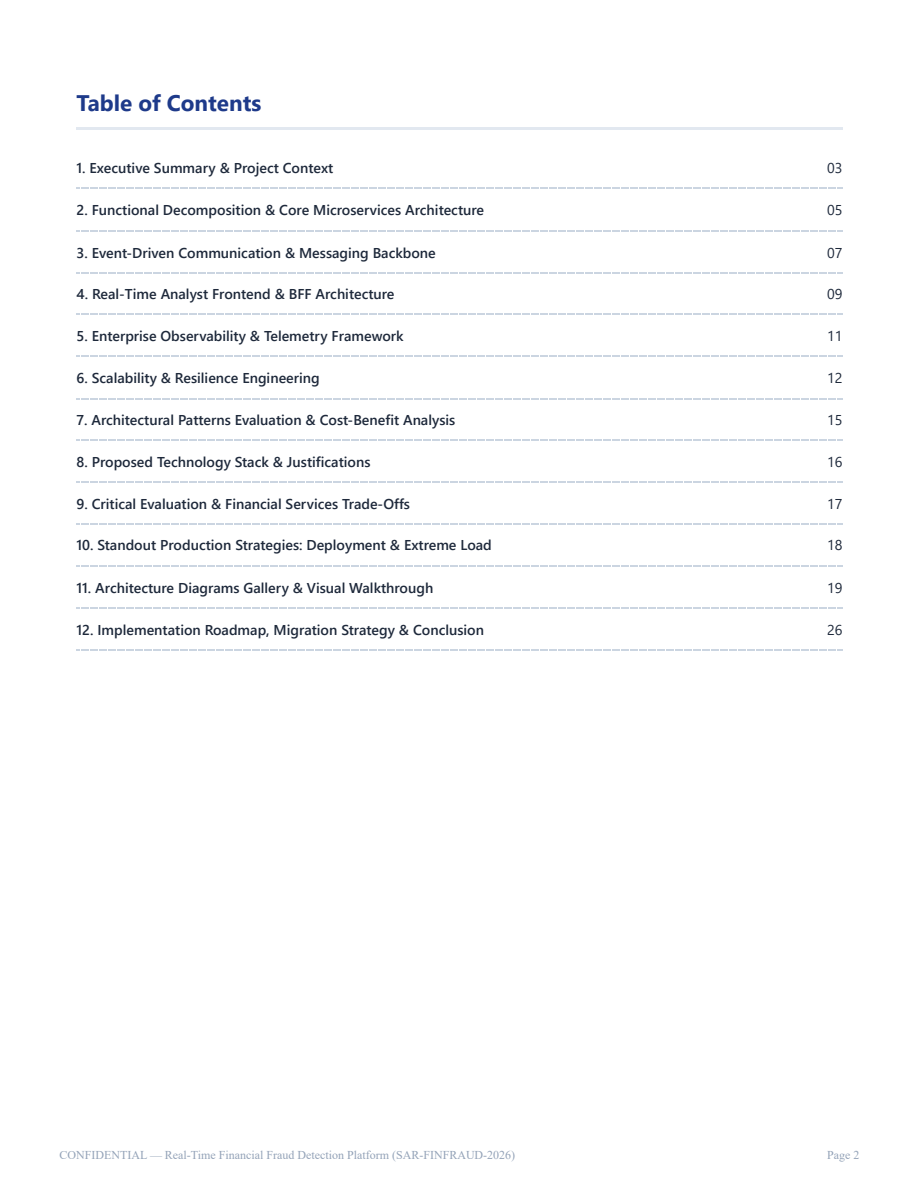 Table of Contents
1. Executive Summary & Project Context 03
2. Functional Decomposition & Core Microservices Architecture 05
3. Event-Driven Communication & Messaging Backbone 07
4. Real-Time Analyst Frontend & BFF Architecture 09
5. Enterprise Observability & Telemetry Framework 11
6. Scalability & Resilience Engineering 12
7. Architectural Patterns Evaluation & Cost-Benefit Analysis 15
8. Proposed Technology Stack & Justifications 16
9. Critical Evaluation & Financial Services Trade-Offs 17
10. Standout Production Strategies: Deployment & Extreme Load 18
11. Architecture Diagrams Gallery & Visual Walkthrough 19
12. Implementation Roadmap, Migration Strategy & Conclusion 26
CONFIDENTIAL — Real-Time Financial Fraud Detection Platform (SAR-FINFRAUD-2026) Page 2